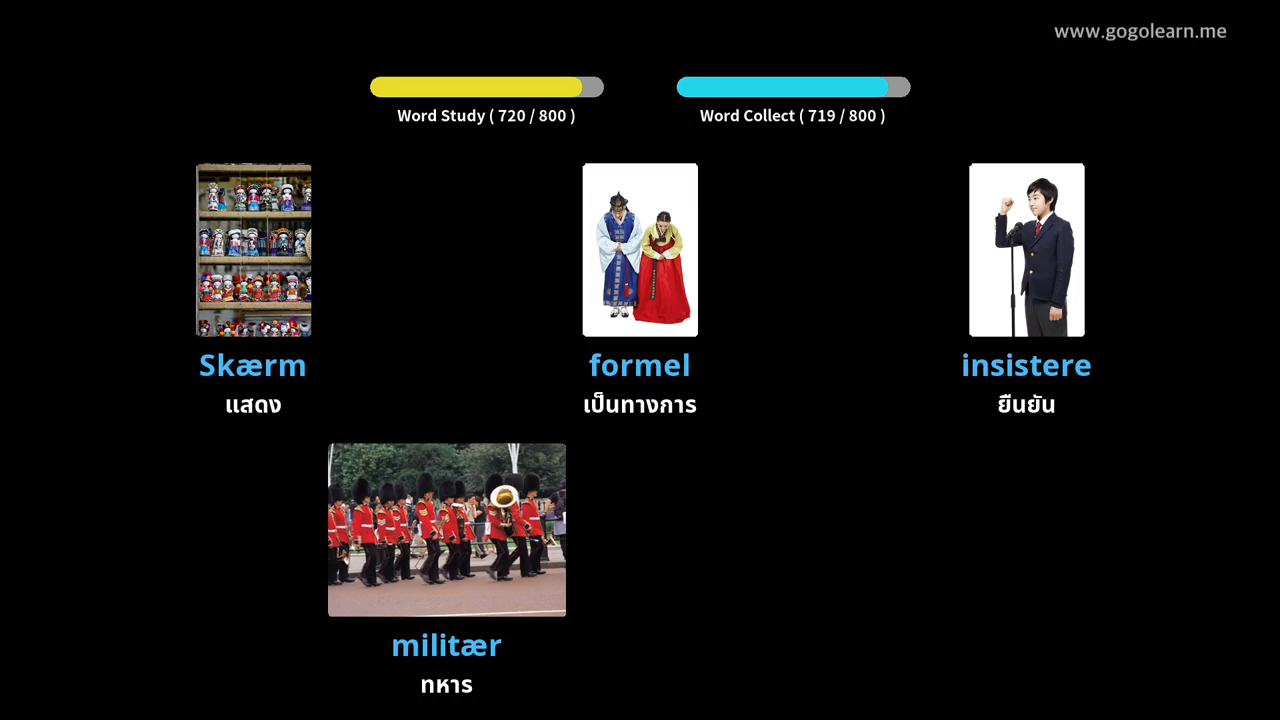 www.gogolearn.me
Word Study ( 720 / 800 )
Word Collect ( 719 / 800 )
Skærm
แสดง
formel
เป็นทางการ
insistere
ยืนยัน
militær
ทหาร